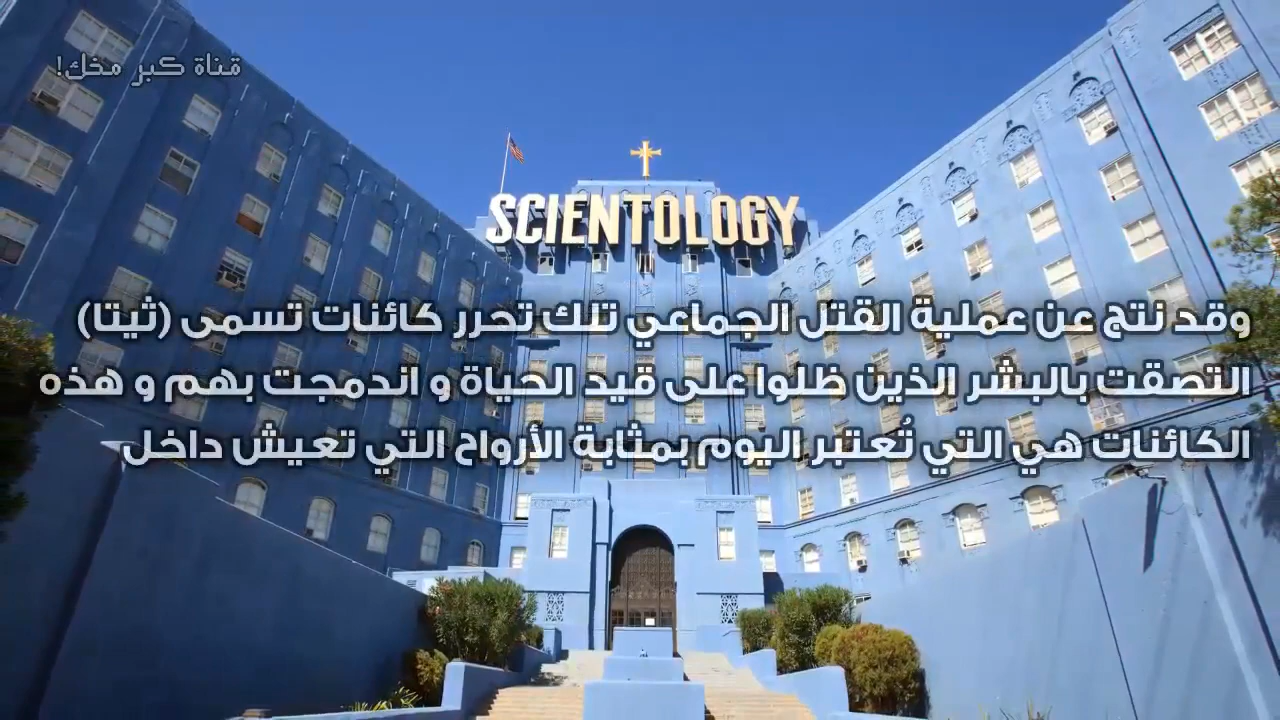 قناة كبر مخك!
SCIENTOLOGY
وقد نتج عن عملية القتل الجماعي تلك تحرر كائنات تسمى (ثيتا)
التصقت بالبشر الذين ظلوا على قيد الحياة و اندمجت بهم و هذه
الكائنات هي التي تُعتبر اليوم بمثابة الأرواح التي تعيش داخل